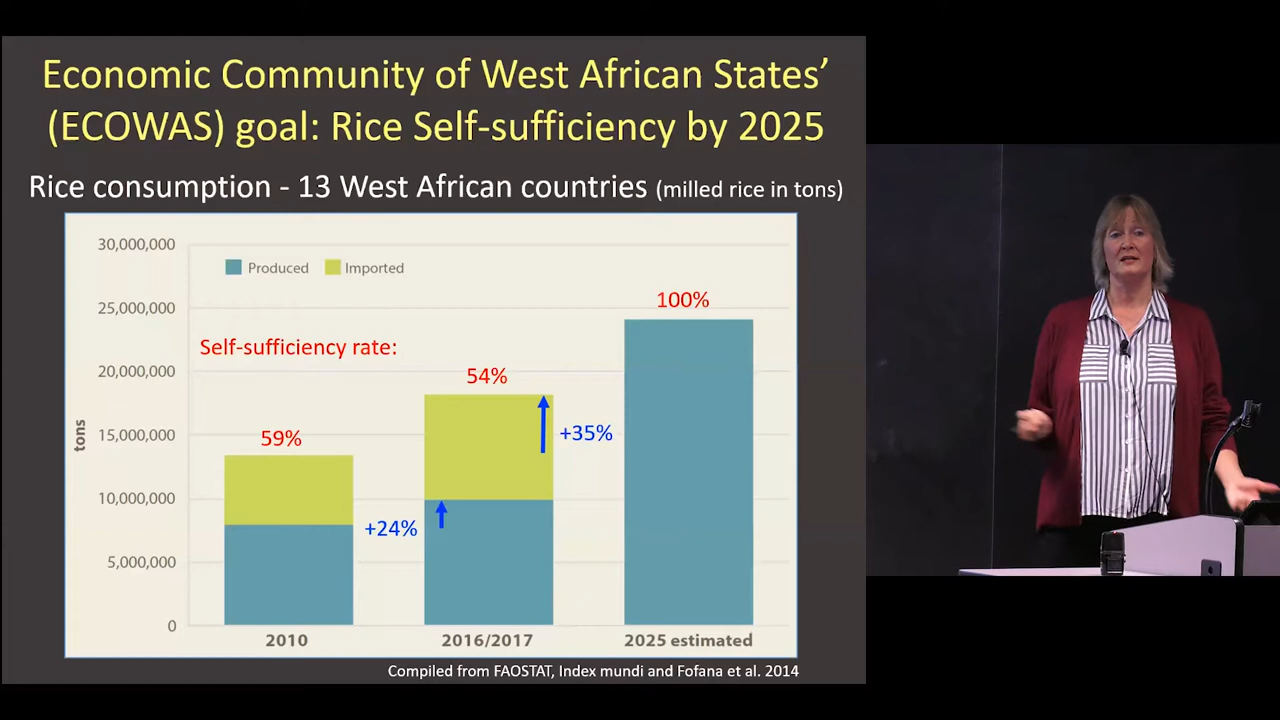 Economic Community of West African States’
(ECOWAS) goal: Rice Self-sufficiency by 2025
Rice consumption - 13 West African countries (milled rice in tons)
30,000,000
Produced Imported
25,000,000
100%
Self-sufficiency rate:
20,000,000
54%
tons
15,000,000
59%
+35%
10,000,000
+24%
5,000,000
0
2010 2016/2017 2025 estimated
Compiled from FAOSTAT, Index mundi and Fofana et al. 2014